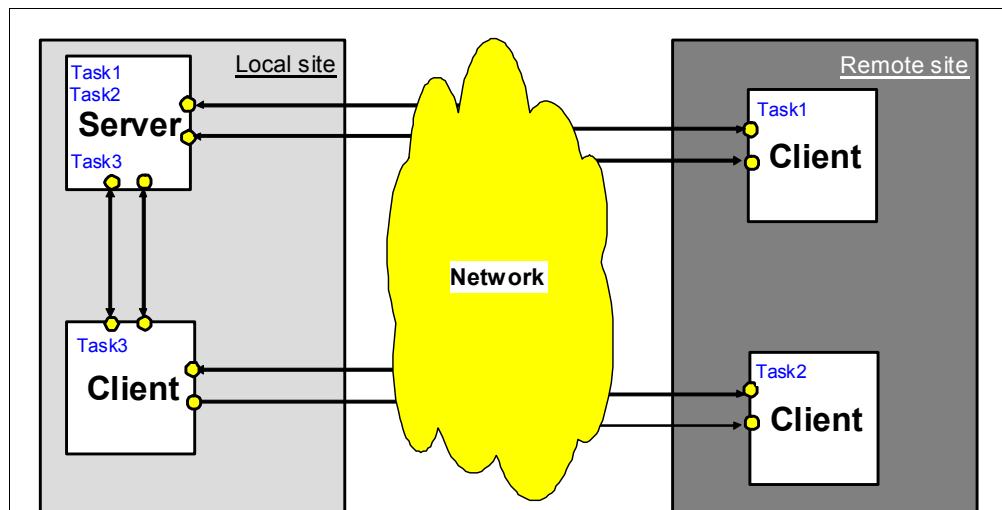 Local site
Task1
Task2
Server
Task3
Task3
Client
Network
Remote site
Task1
Client
Task2
Client